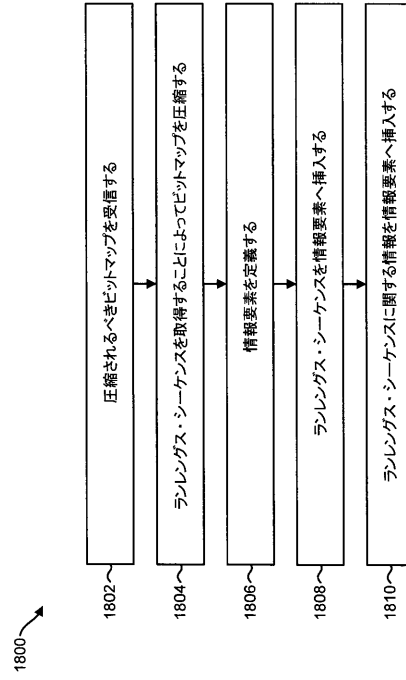 1800
1802
圧縮されるべきビットマップを受信する
1804
ランレングス・シーケンスを取得することによってビットマップを圧縮する
1806
情報要素を定義する
1808
ランレングス・シーケンスを情報要素へ挿入する
1810
ランレングス・シーケンスに関する情報を情報要素へ挿入する